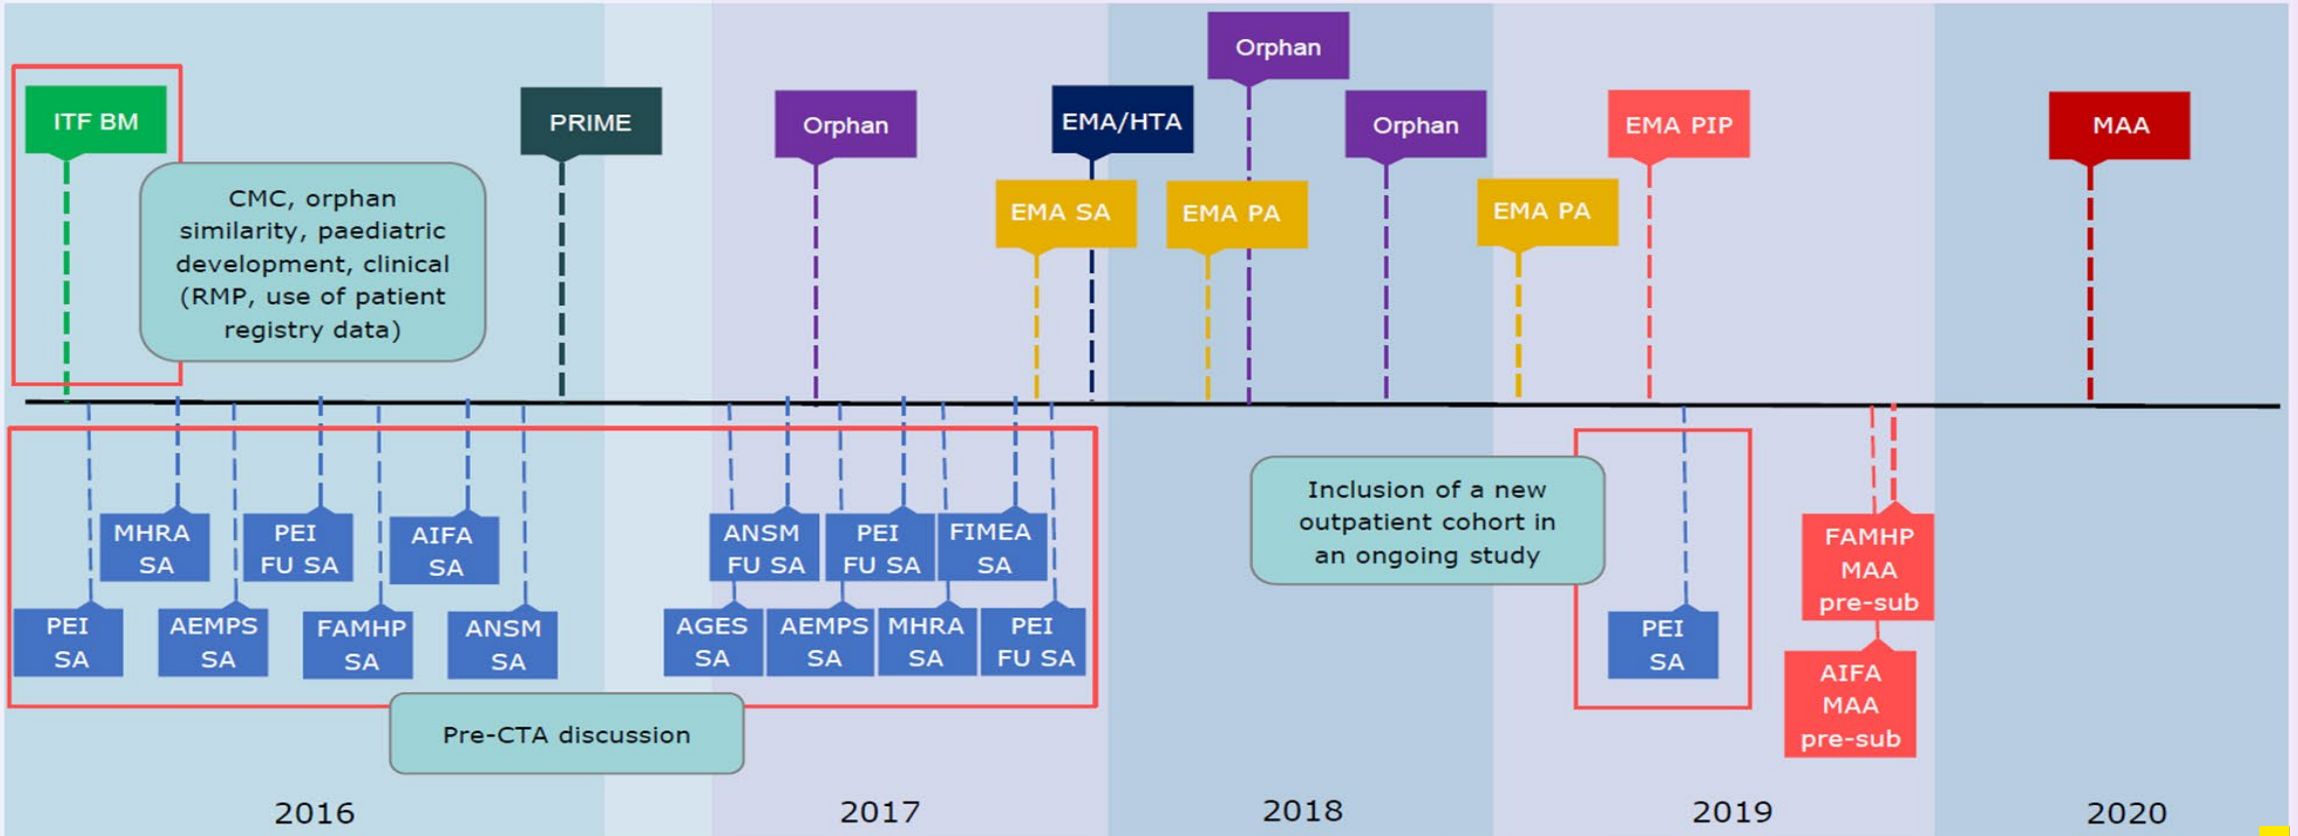 Orphan
ITF BM
PRIME
Orphan
EMA/HTA
Orphan
EMA PIP
MAA
CMC, orphan
similarity, paediatric
development, clinical
(RMP, use of patient
registry data)
EMA SA
EMA PA
EMA PA
MHRA
SA
PEI
FU SA
AIFA
SA
ANSM
FU SA
PEI
FU SA
FIMEA
SA
PEI
SA
AEMPS
SA
FAMHP
SA
ANSM
SA
AGES
SA
AEMPS
SA
MHRA
SA
PEI
FU SA
Pre-CTA discussion
Inclusion of a new
outpatient cohort in
an ongoing study
PEI
SA
FAMHP
MAA
pre-sub
AIFA
MAA
pre-sub
2016
2017
2018
2019
2020